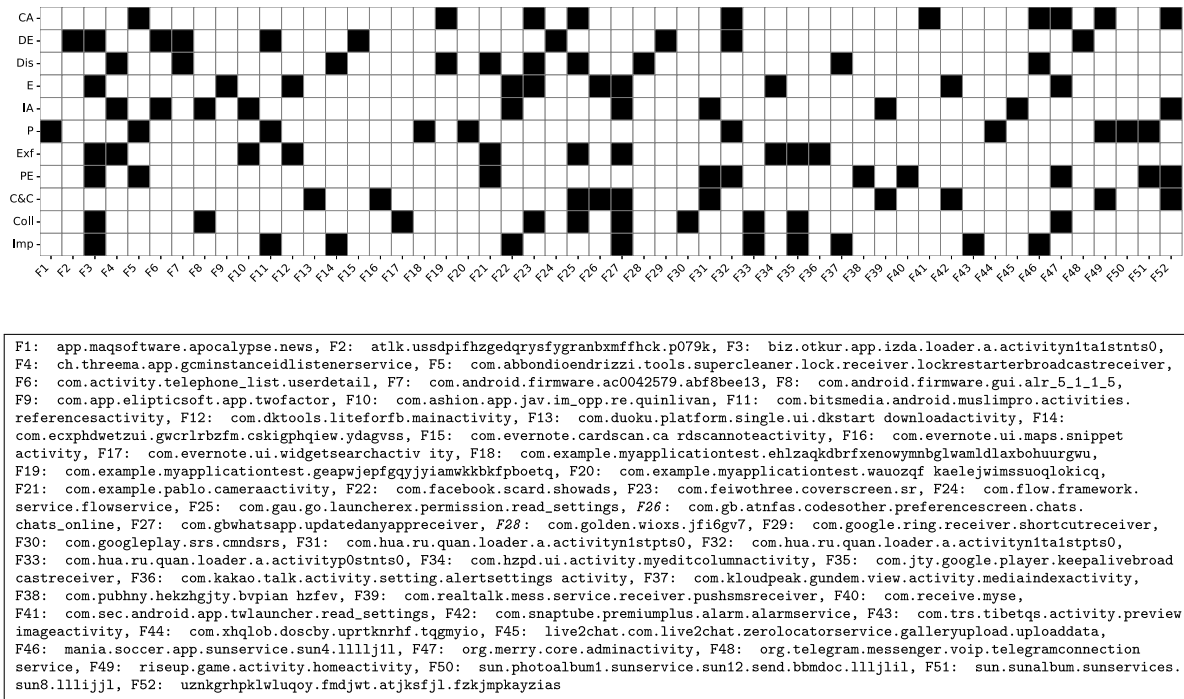 CA
DE
Dis
E
IA
P
Exf
PE
C&C
Coll
Imp
F1 F2 F3 F4 F5 F6 F7 F8 F9 F10 F11 F12 F13 F14 F15 F16 F17 F18 F19 F20 F21 F22 F23 F24 F25 F26 F27 F28 F29 F30 F31 F32 F33 F34 F35 F36 F37 F38 F39 F40 F41 F42 F43 F44 F45 F46 F47 F48 F49 F50 F51 F52
F1: app.maqsoftware.apocalypse.news, F2: atlk.ussdpifhzgedqrysfygranbxmffhck.p079k, F3: biz.otkur.app.izda.loader.a.activityn1ta1stnts0,
F4: ch.threema.app.gcminstanceidlistenerservice, F5: com.abbondioendrizzi.tools.supercleaner.lock.receiver.lockrestarterbroadcastreceiver,
F6: com.activity.telephone_list.userdetail, F7: com.android.firmware.ac0042579.abf8bee13, F8: com.android.firmware.gui.alr_5_1_1_5,
F9: com.app.elipticsoft.app.twofactor, F10: com.ashion.app.jav.im_opp.re.quinlivan, F11: com.bitsmedia.android.muslimpro.activities.
referencesactivity, F12: com.dktools.liteforfb.mainactivity, F13: com.duoku.platform.single.ui.dkstart downloadactivity, F14:
com.ecxphdwetzui.gwcrlrbzfm.cskigphqiew.ydagvss, F15: com.evernote.cardscan.ca rdscannoteactivity, F16: com.evernote.ui.maps.snippet
activity, F17: com.evernote.ui.widgetsearchactiv ity, F18: com.example.myapplicationtest.ehlzaqkdbrfxenowymnbglwamldlaxbohuurgwu,
F19: com.example.myapplicationtest.geapwjepfgqyjyiamwkkbkfpboetq, F20: com.example.myapplicationtest.wauozqf kaelejwimssuoqlokicq,
F21: com.example.pablo.cameraactivity, F22: com.facebook.scard.showads, F23: com.feiwothree.coverscreen.sr, F24: com.flow.framework.
service.flowservice, F25: com.gau.go.launcherex.permission.read_settings, F26: com.gb.atnfas.codesother.preferencescreen.chats.
chats_online, F27: com.gbwhatsapp.updatedanyappreceiver, F28: com.golden.wioxs.jfi6gv7, F29: com.google.ring.receiver.shortcutreceiver,
F30: com.googleplay.srs.cmndsrs, F31: com.hua.ru.quan.loader.a.activityn1stpts0, F32: com.hua.ru.quan.loader.a.activityn1ta1stpts0,
F33: com.hua.ru.quan.loader.a.activityp0stnts0, F34: com.hzpd.ui.activity.myeditcolumnactivity, F35: com.jty.google.player.keepalivebroad
castreceiver, F36: com.kakao.talk.activity.setting.alertsettings activity, F37: com.kloudpeak.gundem.view.activity.mediaindexactivity,
F38: com.pubhny.hekzhgjty.bvpian hzfev, F39: com.realtalk.mess.service.receiver.pushsmsreceiver, F40: com.receive.myse,
F41: com.sec.android.app.twlauncher.read_settings, F42: com.snaptube.premiumplus.alarm.alarmservice, F43: com.trs.tibetqs.activity.preview
imageactivity, F44: com.xhqlob.doscby.uprtknrhf.tqgmyio, F45: live2chat.com.live2chat.zerolocatorservice.galleryupload.uploaddata,
F46: mania.soccer.app.sunservice.sun4.llllj1l, F47: org.merry.core.adminactivity, F48: org.telegram.messenger.voip.telegramconnection
service, F49: riseup.game.activity.homeactivity, F50: sun.photoalbum1.sunservice.sun12.send.bbmdoc.llljlil, F51: sun.sunalbum.sunservices.
sun8.lllijjl, F52: uznkgrhpklwluqoy.fmdjwt.atjksfjl.fzkjmpkayzias